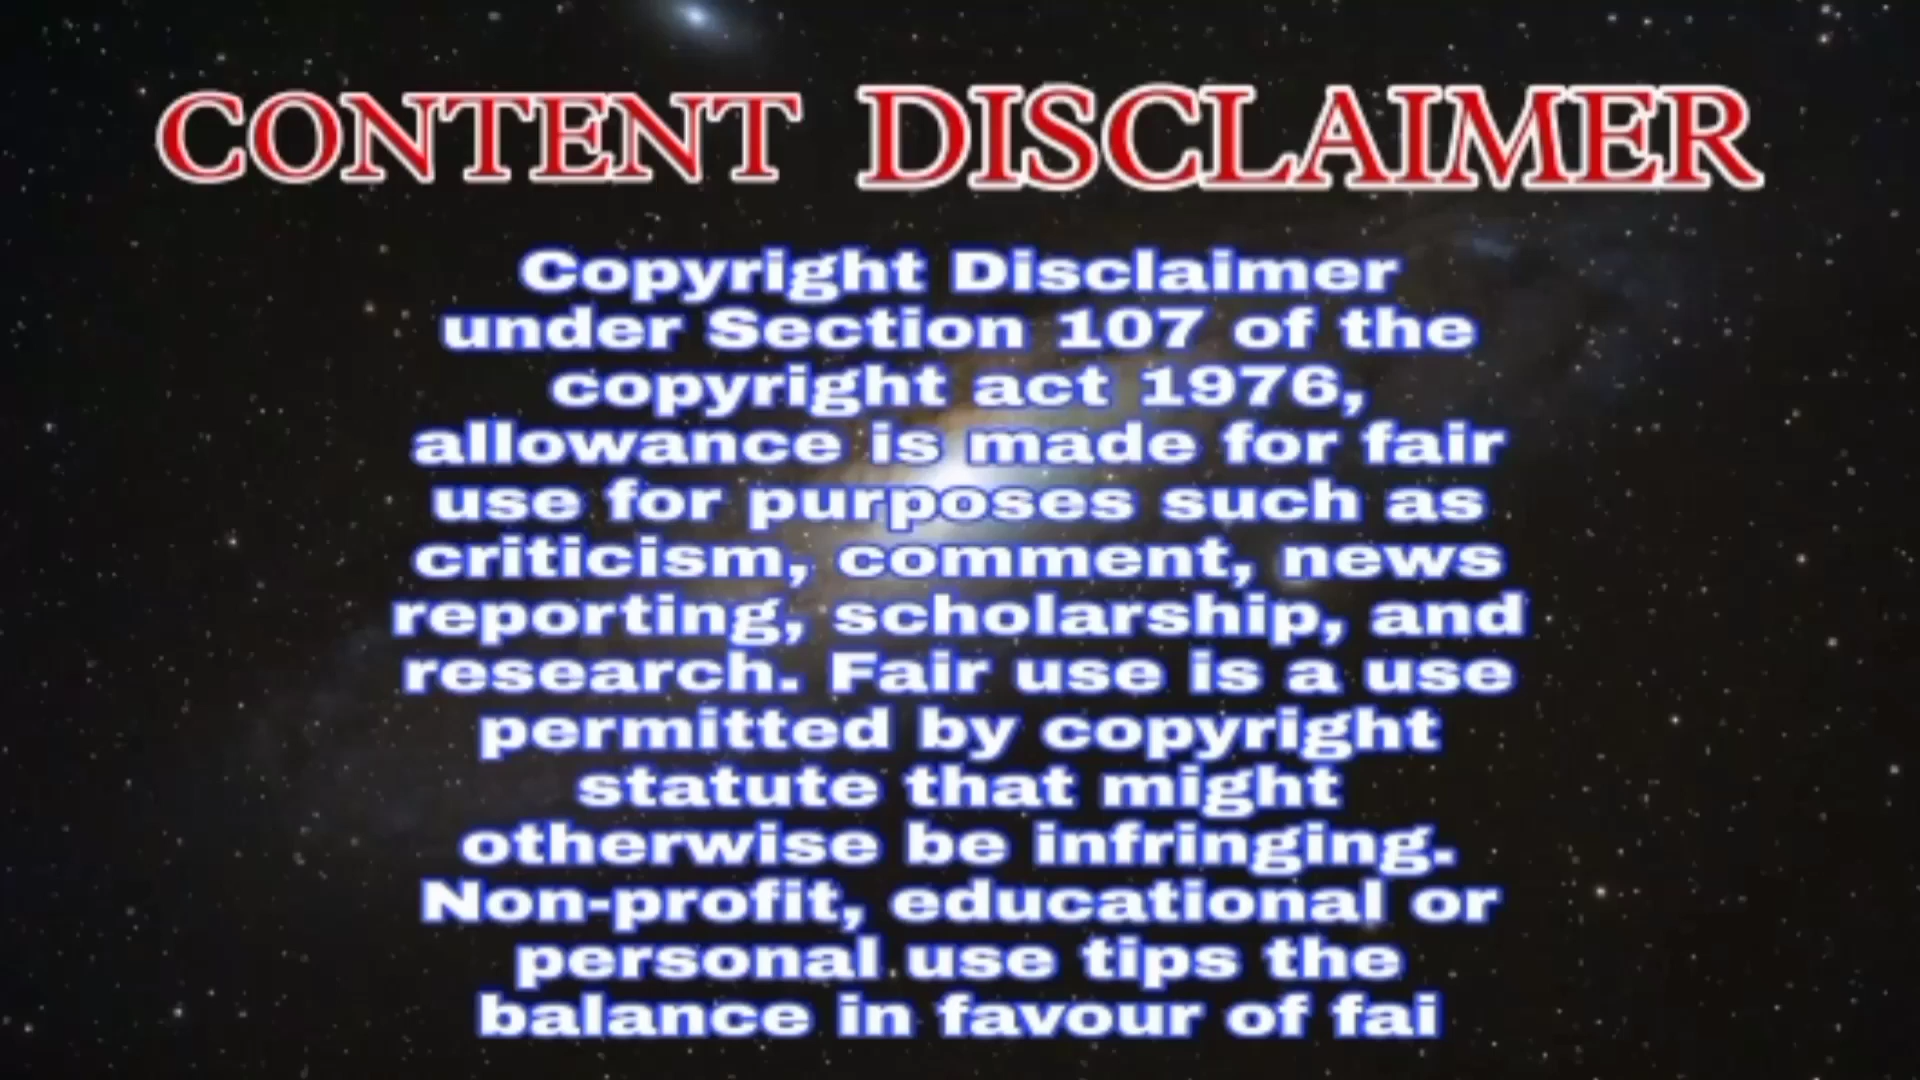 CONTENT DISCLAIMER
Copyright Disclaimer
under Section 107 of the
copyright act 1976,
allowance is made for fair
use for purposes such as
criticism, comment, news
reporting, scholarship, and
research. Fair use is a use
permitted by copyright
statute that might
otherwise be infringing.
Non-profit, educational or
personal use tips the
balance in favour of fai